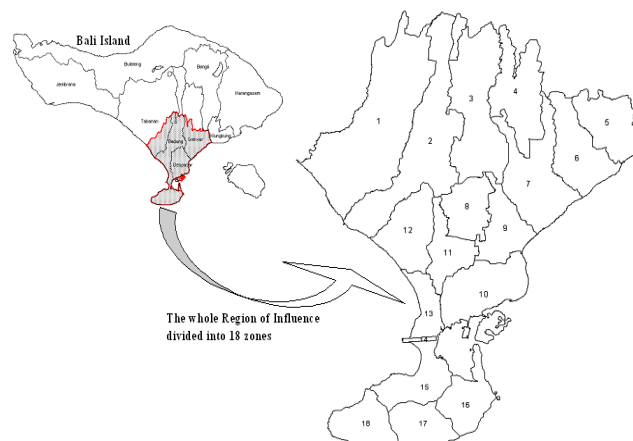 Bali Island
Buleleng
Bangli
Jembrana
Karangasem
Tabanan
Badung
Gianyar
Klungkung
Denpasar
The whole Region of Influence
divided into 18 zones
1
2
3
4
5
6
7
8
9
10
11
12
13
14
15
16
17
18